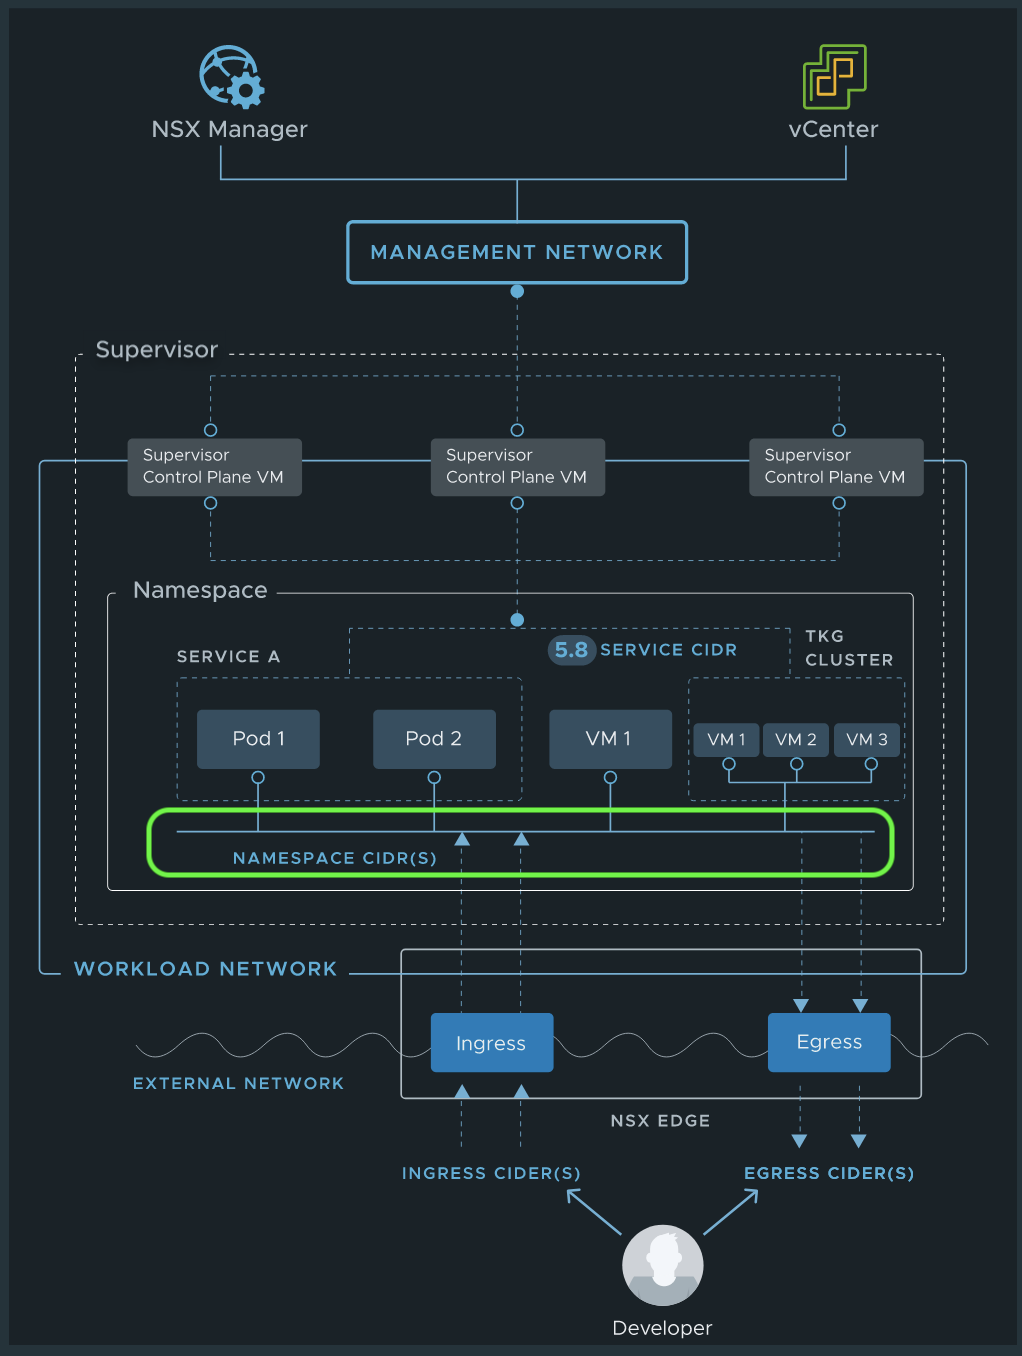 NSX Manager
vCenter
MANAGEMENT NETWORK
Supervisor
Supervisor
Control Plane VM
Supervisor
Control Plane VM
Supervisor
Control Plane VM
Namespace
SERVICE A
5.8 SERVICE CIDR
TKG
CLUSTER
Pod 1
Pod 2
VM 1
VM 1
VM 2
VM 3
NAMESPACE CIDR(S)
WORKLOAD NETWORK
Ingress
Egress
EXTERNAL NETWORK
NSX EDGE
INGRESS CIDER(S)
EGRESS CIDER(S)
Developer